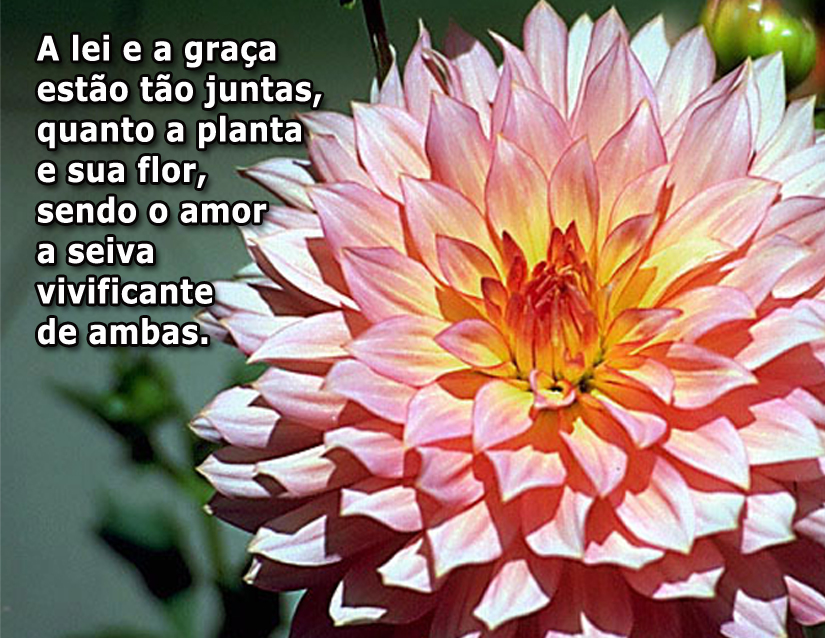 A lei e a graça
estão tão juntas,
quanto a planta
e sua flor,
sendo o amor
a seiva
vivificante
de ambas.